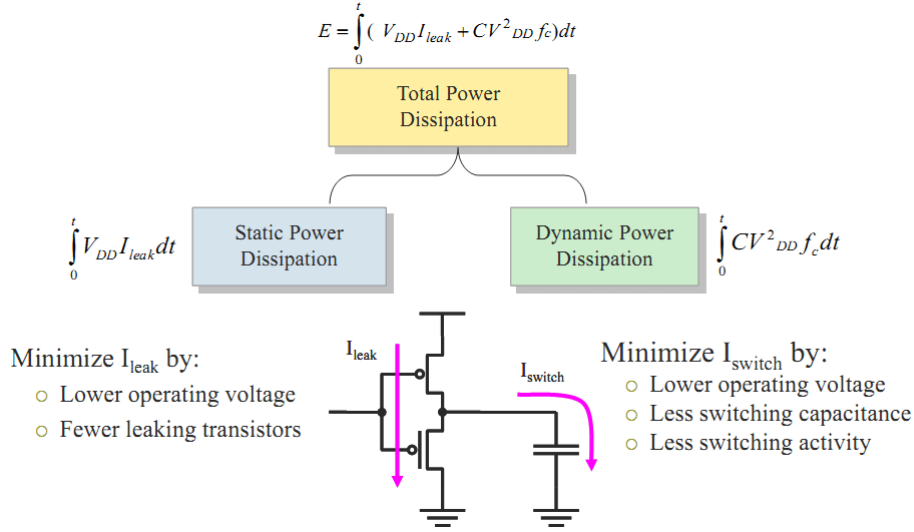 E = ∫₀ᵗ ( V_DD I_leak + CV²_DD f_c)dt
Total Power
Dissipation
∫₀ᵗ V_DD I_leak dt
Static Power
Dissipation
Dynamic Power
Dissipation
∫₀ᵗ CV²_DD f_c dt
Minimize I_leak by:
○ Lower operating voltage
○ Fewer leaking transistors
I_leak
I_switch
Minimize I_switch by:
○ Lower operating voltage
○ Less switching capacitance
○ Less switching activity